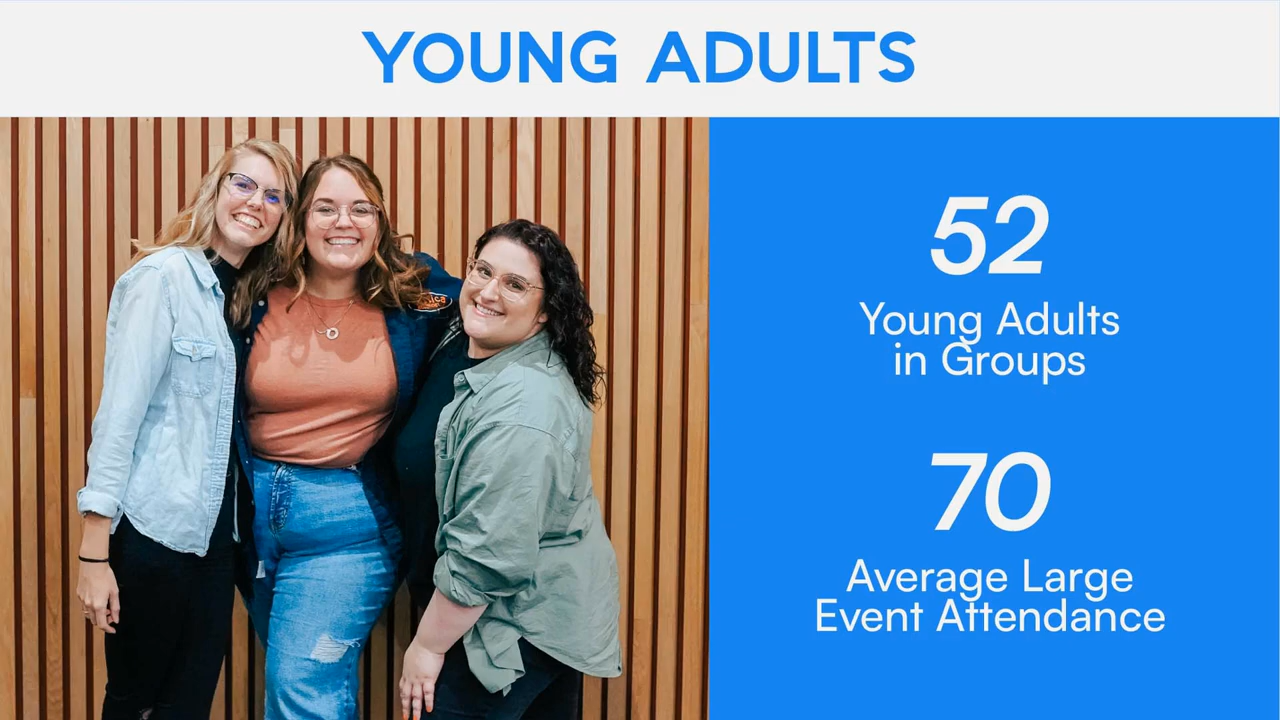 YOUNG ADULTS
52
Young Adults
in Groups
70
Average Large
Event Attendance